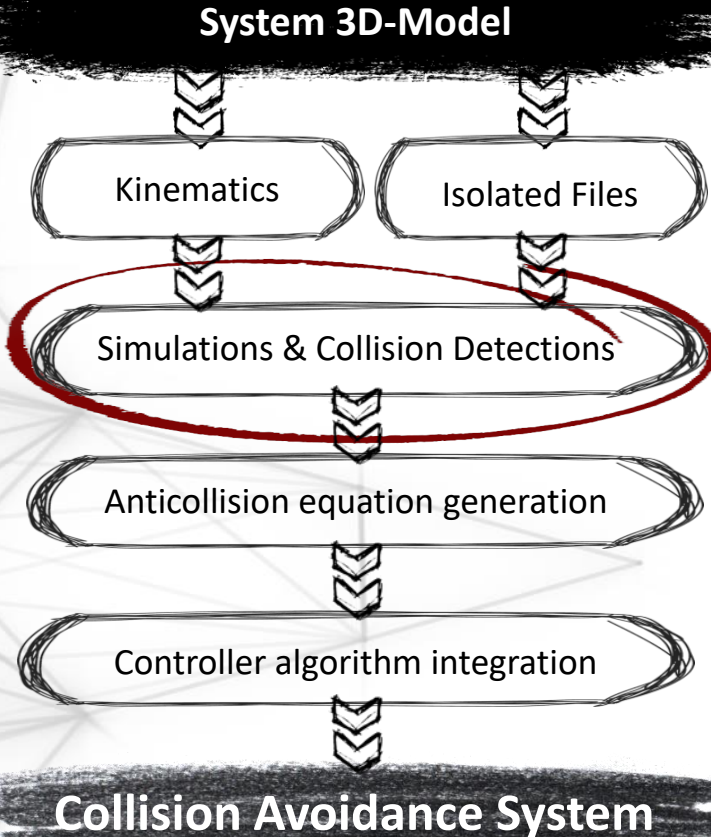 System 3D-Model
Kinematics
Isolated Files
Simulations & Collision Detections
Anticollision equation generation
Controller algorithm integration
Collision Avoidance System